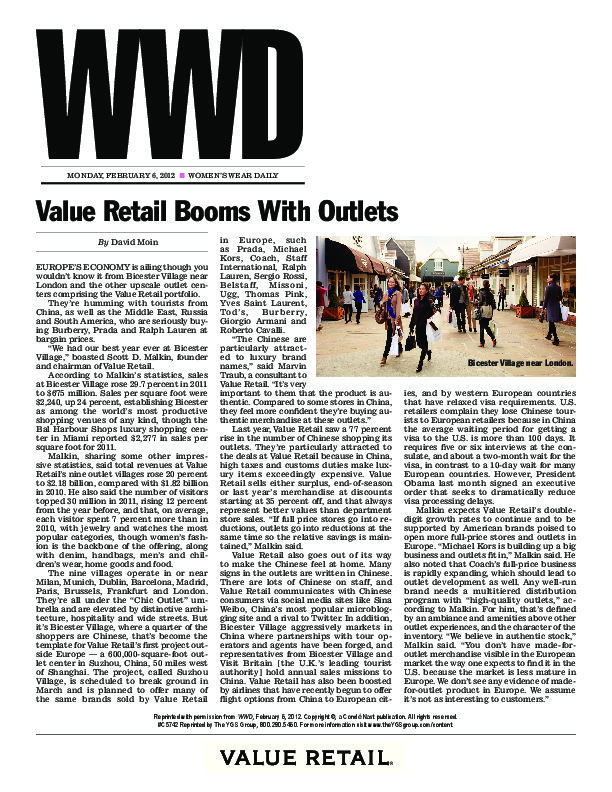 WWD
MONDAY, FEBRUARY 6, 2012 ■ WOMEN'S WEAR DAILY
Value Retail Booms With Outlets
By David Moin
EUROPE'S ECONOMY is ailing though you
wouldn't know it from Bicester Village near
London and the other upscale outlet cen-
ters comprising the Value Retail portfolio.
They're humming with tourists from
China, as well as the Middle East, Russia
and South America, who are seriously buy-
ing Burberry, Prada and Ralph Lauren at
bargain prices.
"We had our best year ever at Bicester
Village," boasted Scott D. Malkin, founder
and chairman of Value Retail.
According to Malkin's statistics, sales
at Bicester Village rose 29.7 percent in 2011
to $675 million. Sales per square foot were
$2,240, up 24 percent, establishing Bicester
as among the world's most productive
shopping venues of any kind, though the
Bal Harbour Shops luxury shopping cen-
ter in Miami reported $2,277 in sales per
square foot for 2011.
Malkin, sharing some other impres-
sive statistics, said total revenues at Value
Retail's nine outlet villages rose 20 percent
to $2.18 billion, compared with $1.82 billion
in 2010. He also said the number of visitors
topped 30 million in 2011, rising 12 percent
from the year before, and that, on average,
each visitor spent 7 percent more than in
2010, with jewelry and watches the most
popular categories, though women's fash-
ion is the backbone of the offering, along
with denim, handbags, men's and chil-
dren's wear, home goods and food.
The nine villages operate in or near
Milan, Munich, Dublin, Barcelona, Madrid,
Paris, Brussels, Frankfurt and London.
They're all under the "Chic Outlet" um-
brella and are elevated by distinctive archi-
tecture, hospitality and wide streets. But
it's Bicester Village, where a quarter of the
shoppers are Chinese, that's become the
template for Value Retail's first project out-
side Europe — a 600,000-square-foot out-
let center in Suzhou, China, 50 miles west
of Shanghai. The project, called Suzhou
Village, is scheduled to break ground in
March and is planned to offer many of
the same brands sold by Value Retail
in Europe, such
as Prada, Michael
Kors, Coach, Staff
International, Ralph
Lauren, Sergio Rossi,
Belstaff, Missoni,
Ugg, Thomas Pink,
Yves Saint Laurent,
Tod's, Burberry,
Giorgio Armani and
Roberto Cavalli.
"The Chinese are
particularly attract-
ed to luxury brand
names," said Marvin
Traub, a consultant to
Value Retail. "It's very
important to them that the product is au-
thentic. Compared to some stores in China,
they feel more confident they're buying au-
thentic merchandise at these outlets."
Last year, Value Retail saw a 77 percent
rise in the number of Chinese shopping its
outlets. They're particularly attracted to
the deals at Value Retail because in China,
high taxes and customs duties make lux-
ury items exceedingly expensive. Value
Retail sells either surplus, end-of-season
or last year's merchandise at discounts
starting at 35 percent off, and that always
represent better values than department
store sales. "If full price stores go into re-
ductions, outlets go into reductions at the
same time so the relative savings is main-
tained," Malkin said.
Value Retail also goes out of its way
to make the Chinese feel at home. Many
signs in the outlets are written in Chinese.
There are lots of Chinese on staff, and
Value Retail communicates with Chinese
consumers via social media sites like Sina
Weibo, China's most popular microblog-
ging site and a rival to Twitter. In addition,
Bicester Village aggressively markets in
China where partnerships with tour op-
erators and agents have been forged, and
representatives from Bicester Village and
Visit Britain [the U.K.'s leading tourist
authority] hold annual sales missions to
China. Value Retail has also been boosted
by airlines that have recently begun to offer
flight options from China to European cit-
Bicester Village near London.
ies, and by western European countries
that have relaxed visa requirements. U.S.
retailers complain they lose Chinese tour-
ists to European retailers because in China
the average waiting period for getting a
visa to the U.S. is more than 100 days. It
requires five or six interviews at the con-
sulate, and about a two-month wait for the
visa, in contrast to a 10-day wait for many
European countries. However, President
Obama last month signed an executive
order that seeks to dramatically reduce
visa processing delays.
Malkin expects Value Retail's double-
digit growth rates to continue and to be
supported by American brands poised to
open more full-price stores and outlets in
Europe. "Michael Kors is building up a big
business and outlets fit in," Malkin said. He
also noted that Coach's full-price business
is rapidly expanding, which should lead to
outlet development as well. Any well-run
brand needs a multitiered distribution
program with "high-quality outlets," ac-
cording to Malkin. For him, that's defined
by an ambiance and amenities above other
outlet experiences, and the character of the
inventory. "We believe in authentic stock,"
Malkin said. "You don't have made-for-
outlet merchandise visible in the European
market the way one expects to find it in the
U.S. because the market is less mature in
Europe. We don't see any evidence of made-
for-outlet product in Europe. We assume
it's not as interesting to customers."
Reprinted with permission from WWD, February 6, 2012. Copyright ©, a Condé Nast publication. All rights reserved.
#C5742 Reprinted by The YGS Group, 800.290.5460. For more information visit www.theYGSgroup.com/content.
VALUE RETAIL®